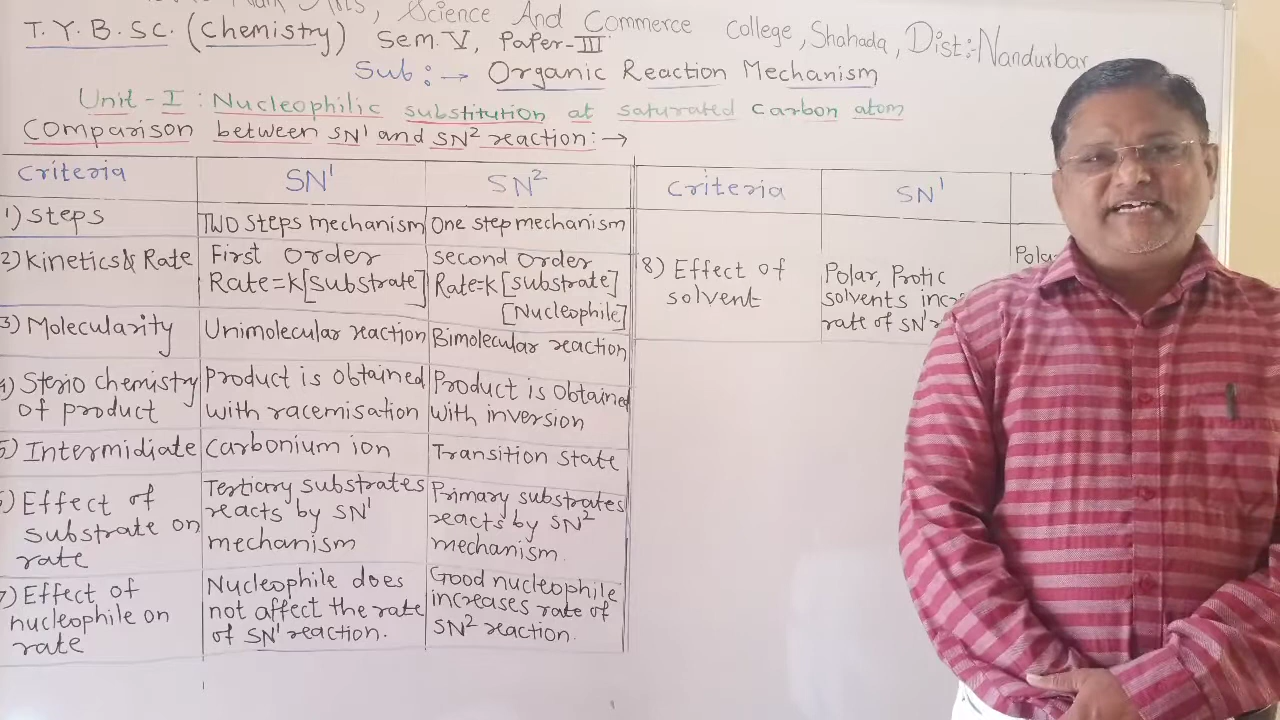 Science And Commerce College, Shahada, Dist:- Nandurbar
T. Y. B. SC. (Chemistry) Sem. V, Paper-III
Sub: → Organic Reaction Mechanism
Unit - I : Nucleophilic substitution at saturated carbon atom
Comparison between SN¹ and SN² reaction: →
Criteria SN¹ SN²
1) Steps Two steps mechanism One step mechanism
2) Kinetics & Rate First order second order
Rate=K[Substrate] Rate=K[substrate]
[Nucleophile]
3) Molecularity Unimolecular reaction Bimolecular reaction
4) Sterio chemistry Product is obtained Product is obtained
of product with racemisation with inversion
5) Intermidiate Carbonium ion Transition state
6) Effect of Tertiary substrates Primary substrates
substrate on reacts by SN¹ reacts by SN²
rate mechanism mechanism.
7) Effect of Nucleophile does Good nucleophile
nucleophile on not affect the rate increases rate of
rate of SN¹ reaction. SN² reaction.
Criteria SN¹
8) Effect of Polar, Protic
solvent solvents
rate of SN¹